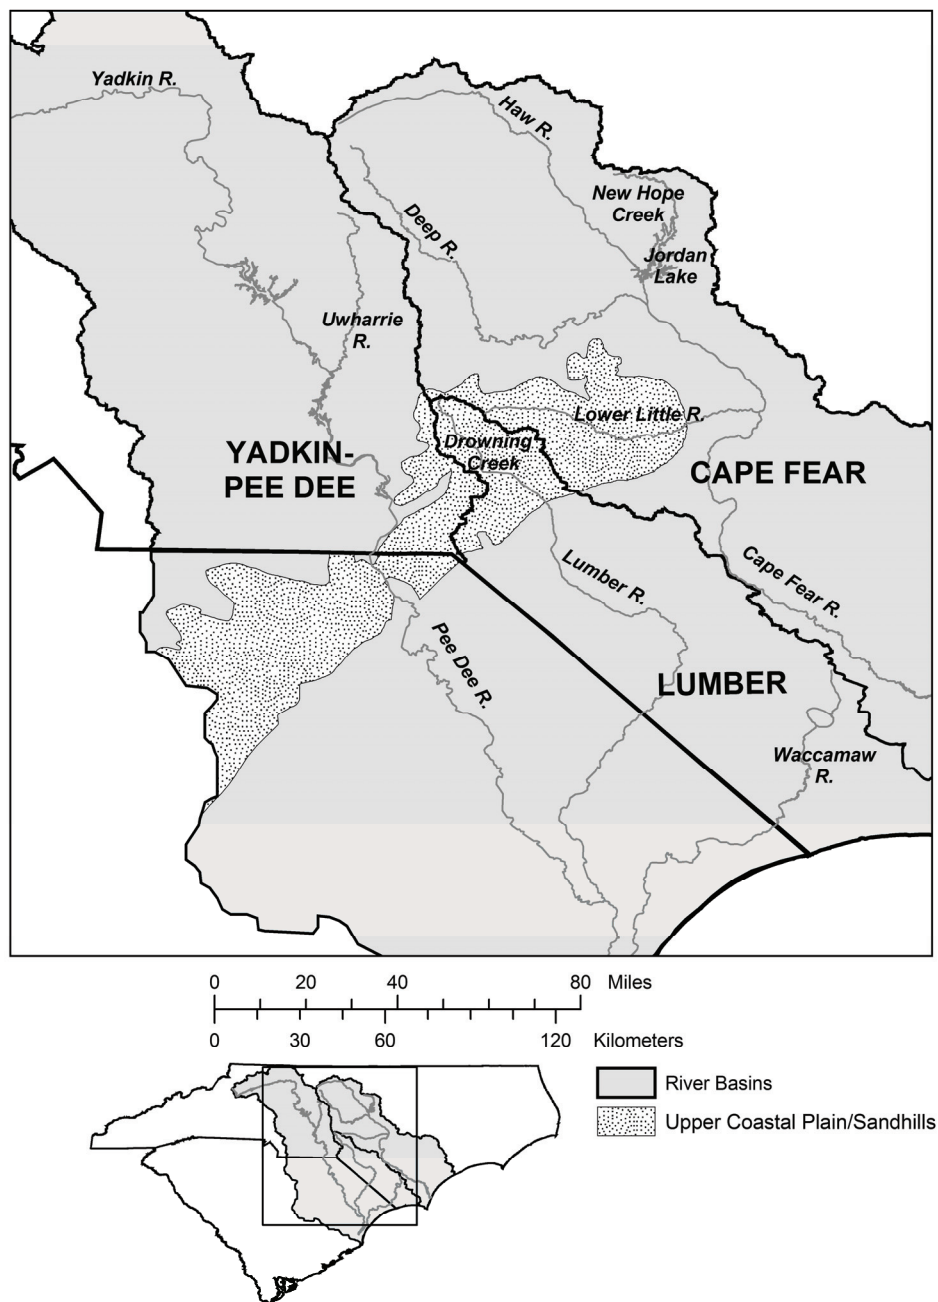 Yadkin R.
Haw R.
New Hope
Creek
Deep R.
Jordan
Lake
Uwharrie
R.
Lower Little R.
Drowning
Creek
YADKIN-
PEE DEE
CAPE FEAR
Cape Fear R.
Lumber R.
Pee Dee R.
LUMBER
Waccamaw
R.
0 20 40 80 Miles
0 30 60 120 Kilometers
River Basins
Upper Coastal Plain/Sandhills